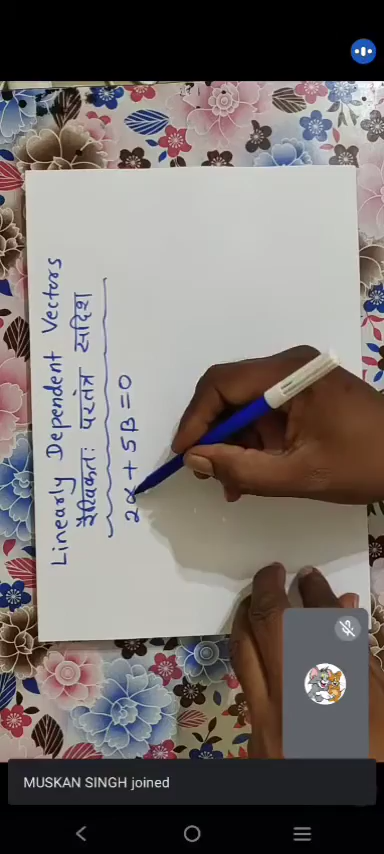 Linearly Dependent Vectors
रैखिकतः परतंत्र सदिश
2α + 5β = 0
MUSKAN SINGH joined